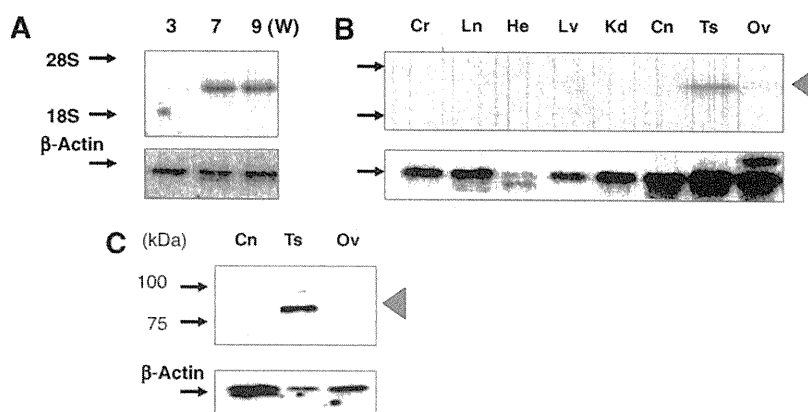 A
3 7 9 (W)
28S
18S
β-Actin
B
Cr Ln He Lv Kd Cn Ts Ov
C (kDa) Cn Ts Ov
100
75
β-Actin